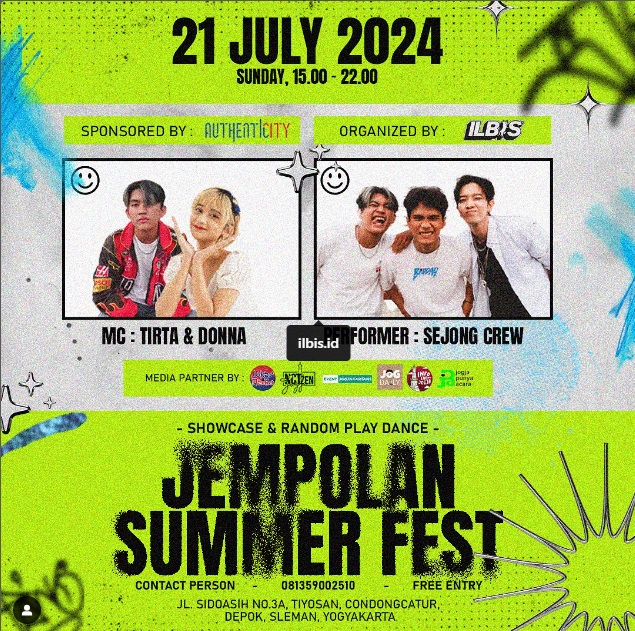 21 JULY 2024
SUNDAY, 15.00 - 22.00
SPONSORED BY : AUTHENTICITY
ORGANIZED BY : ILBIS
MC : TIRTA & DONNA
PERFORMER : SEJONG CREW
ilbis.id
MEDIA PARTNER BY :
JOG
DAILY
jogja
punya
acara
- SHOWCASE & RANDOM PLAY DANCE -
JEMPOLAN
SUMMER FEST
CONTACT PERSON - 081359002510 - FREE ENTRY
JL. SIDOASIH NO.3A, TIYOSAN, CONDONGCATUR,
DEPOK, SLEMAN, YOGYAKARTA